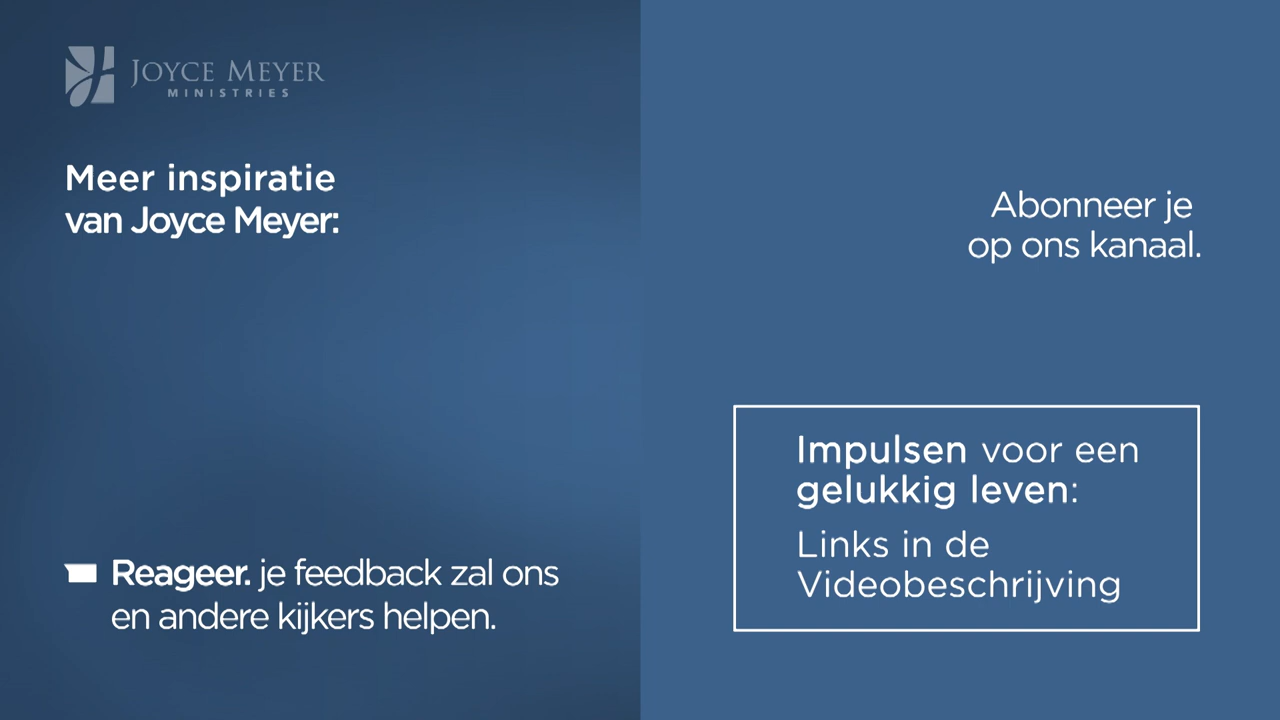 JOYCE MEYER
MINISTRIES
Meer inspiratie
van Joyce Meyer:
Abonneer je
op ons kanaal.
Impulsen voor een
gelukkig leven:
Links in de
Videobeschrijving
Reageer. je feedback zal ons
en andere kijkers helpen.